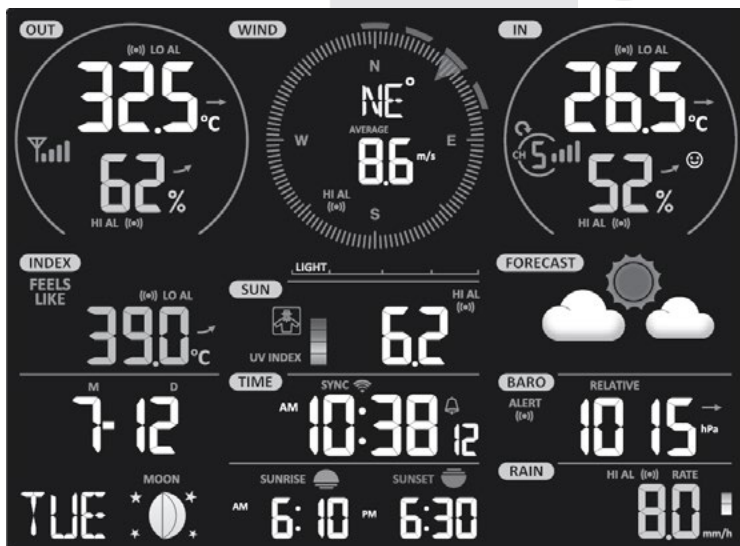 OUT
LO AL
32.5 °C
62 %
HI AL
WIND
N
NE°
W
E
AVERAGE
8.6 m/s
HI AL
S
IN
LO AL
26.5 °C
CH 5
52 %
HI AL
INDEX
FEELS
LIKE
LO AL
39.0 °C
LIGHT
SUN
HI AL
UV INDEX
6.2
FORECAST
M D
7-12
TUE
MOON
TIME
SYNC
AM 10:38 12
SUNRISE SUNSET
AM 6:10 PM 6:30
BARO
RELATIVE
ALERT
1015 hPa
RAIN
HI AL RATE
8.0 mm/h